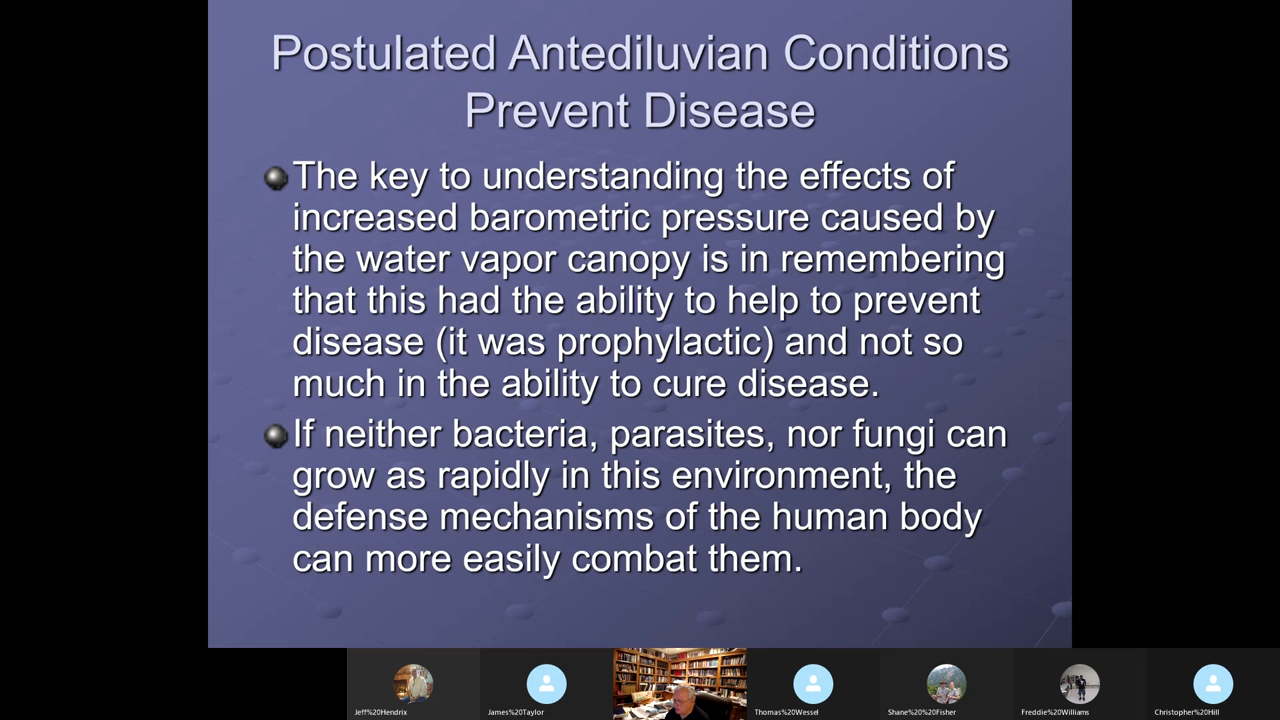 Postulated Antediluvian Conditions
Prevent Disease
The key to understanding the effects of
increased barometric pressure caused by
the water vapor canopy is in remembering
that this had the ability to help to prevent
disease (it was prophylactic) and not so
much in the ability to cure disease.
If neither bacteria, parasites, nor fungi can
grow as rapidly in this environment, the
defense mechanisms of the human body
can more easily combat them.
Jeff%20Hendrix
James%20Taylor
Thomas%20Wessel
Shane%20%20Fisher
Freddie%20Williams
Christopher%20Hill